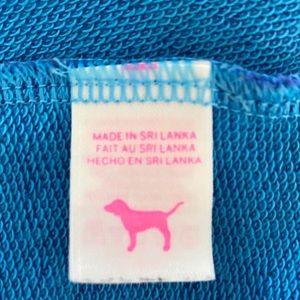 MADE IN SRI LANKA
FAIT AU SRI LANKA
HECHO EN SRI LANKA